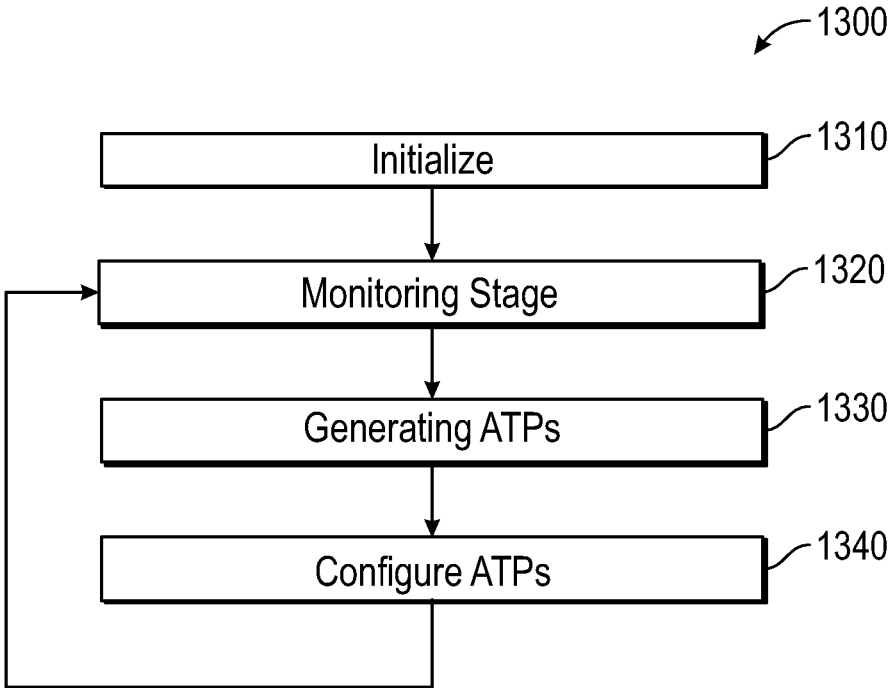 1300
Initialize
1310
Monitoring Stage
1320
Generating ATPs
1330
Configure ATPs
1340